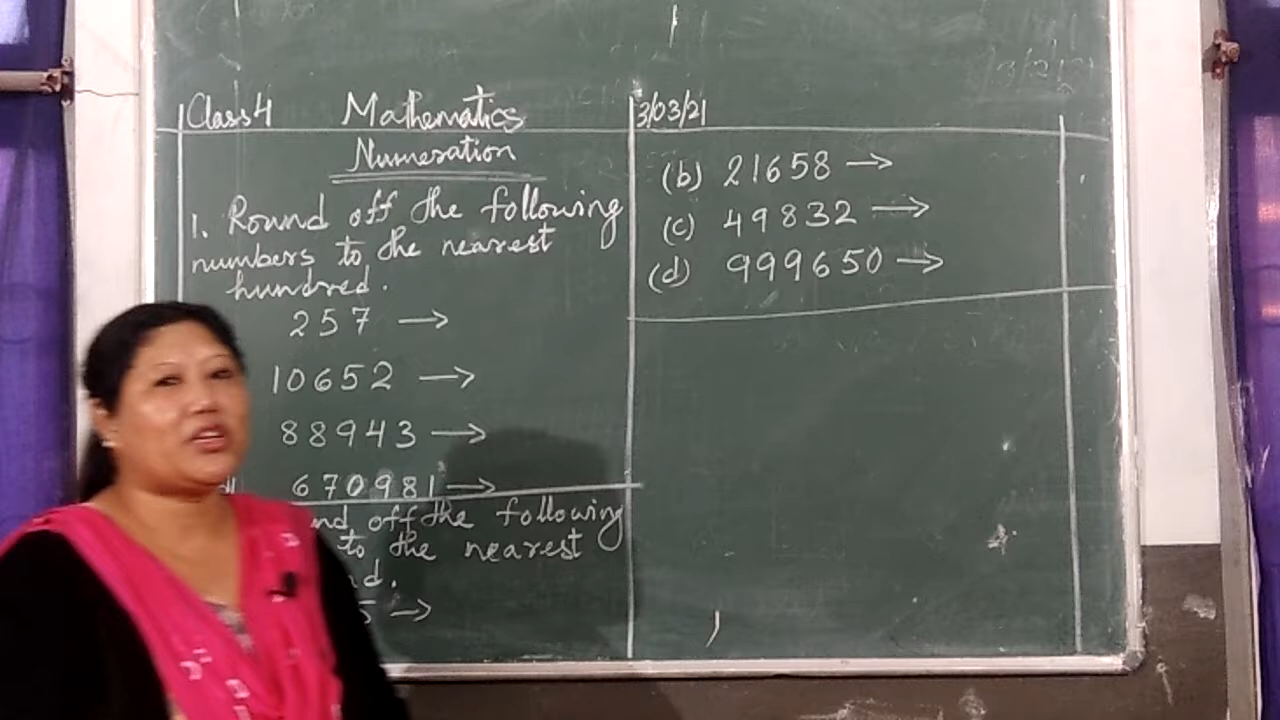 Class 4 Mathematics 3/03/21
Numeration
1. Round off the following
numbers to the nearest
hundred.
257 →
10652 →
88943 →
670981 →
off the following
to the nearest
5 →
(b) 21658 →
(c) 49832 →
(d) 999650 →